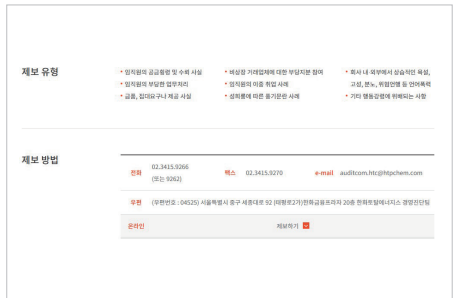 제보 유형
• 임직원의 공금횡령 및 수뢰 사실
• 임직원의 부당한 업무처리
• 금품, 접대요구나 제공 사실
• 비상장 거래업체에 대한 부당지분 참여
• 임직원의 이중 취업 사례
• 성희롱에 따른 풍기문란 사례
• 회사 내·외부에서 상습적인 욕설,
고성, 분노, 위협언행 등 언어폭력
• 기타 행동강령에 위배되는 사항
제보 방법
전화 02.3415.9266
(또는 9262)
팩스 02.3415.9270
e-mail auditcom.htc@htpchem.com
우편 (우편번호 : 04525) 서울특별시 중구 세종대로 92 (태평로2가)한화금융프라자 20층 한화토탈에너지스 경영진단팀
온라인 제보하기